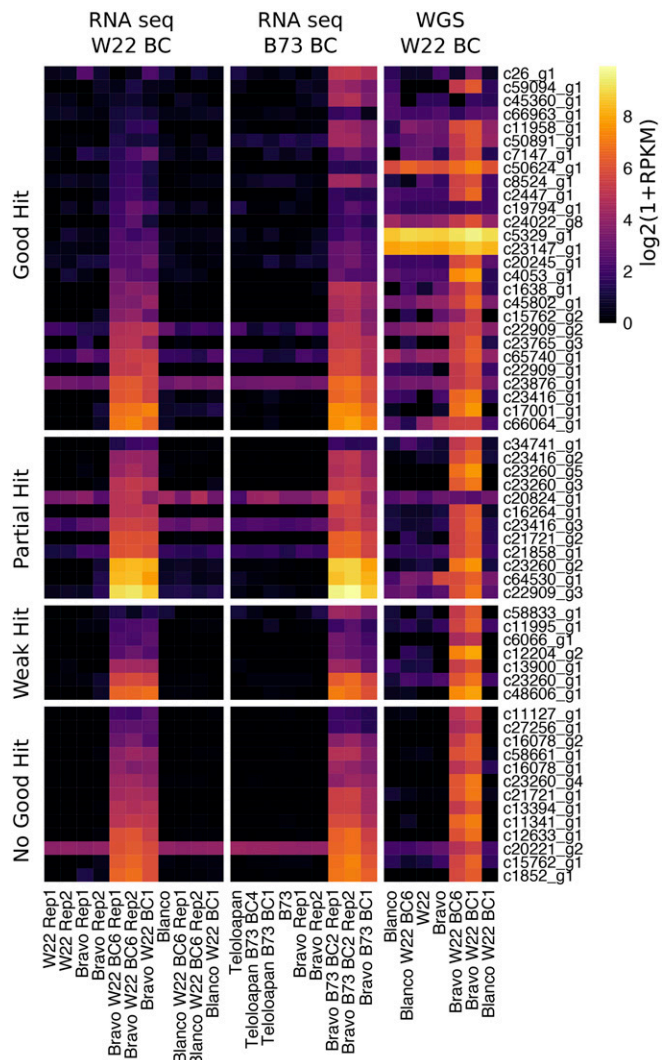 RNA seq
W22 BC
RNA seq
B73 BC
WGS
W22 BC
Good Hit
c26_g1
c59094_g1
c45360_g1
c66963_g1
c11958_g1
c50891_g1
c7147_g1
c50624_g1
c8524_g1
c2447_g1
c19794_g1
c24022_g8
c5329_g1
c23147_g1
c20245_g1
c4053_g1
c1638_g1
c45802_g1
c15762_g2
c22909_g2
c23765_g3
c65740_g1
c22909_g1
c23876_g1
c23416_g1
c17001_g1
c66064_g1
8
6
4
2
0
log2(1+RPKM)
Partial Hit
c34741_g1
c23416_g2
c23260_g5
c23260_g3
c20824_g1
c16264_g1
c23416_g3
c21721_g2
c21858_g1
c23260_g2
c64530_g1
c22909_g3
Weak Hit
c58833_g1
c11995_g1
c6066_g1
c12204_g2
c13900_g1
c23260_g1
c48606_g1
No Good Hit
c11127_g1
c27256_g1
c16078_g2
c58661_g1
c16078_g1
c23260_g4
c21721_g1
c13394_g1
c11341_g1
c12633_g1
c20221_g2
c15762_g1
c1852_g1
W22 Rep1
W22 Rep2
Bravo Rep1
Bravo Rep2
Bravo W22 BC6 Rep1
Bravo W22 BC6 Rep2
Bravo W22 BC1
Blanco
Blanco W22 BC6 Rep1
Blanco W22 BC6 Rep2
Blanco W22 BC1
Teloloapan
Teloloapan B73 BC4
Teloloapan B73 BC1
B73
Bravo Rep1
Bravo Rep2
Bravo B73 BC2 Rep1
Bravo B73 BC2 Rep2
Bravo B73 BC1
Blanco
Blanco W22 BC6
W22
Bravo
Bravo W22 BC6
Bravo W22 BC1
Blanco W22 BC1